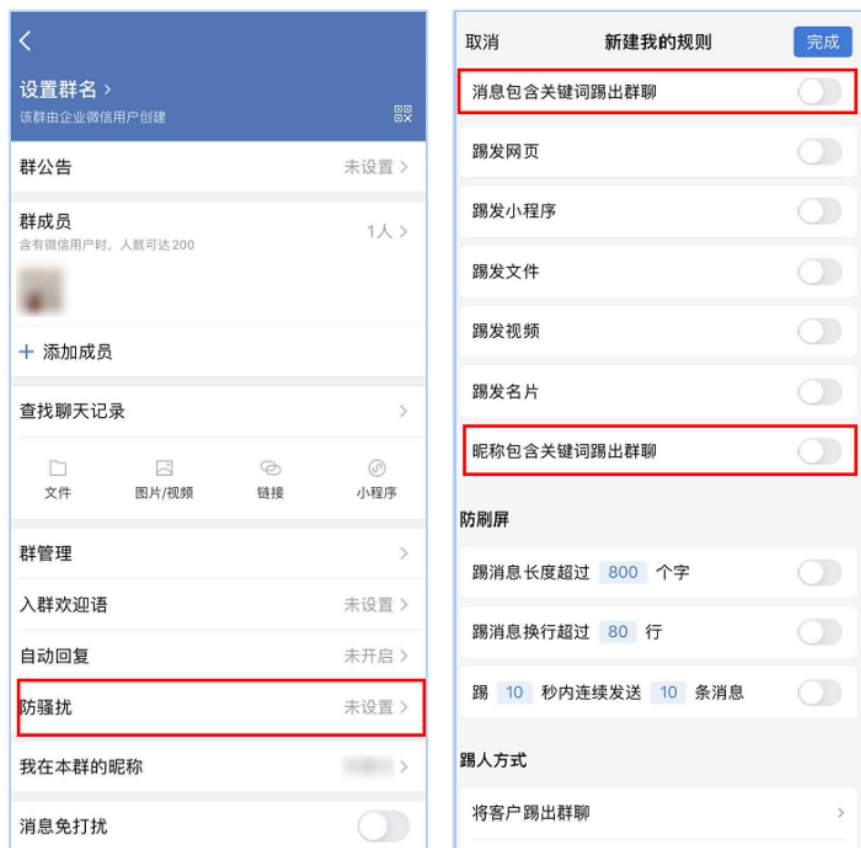 设置群名
该群由企业微信用户创建
群公告 未设置
群成员
含有微信用户时，人数可达200
1人
+ 添加成员
查找聊天记录
文件 图片/视频 链接 小程序
群管理
入群欢迎语 未设置
自动回复 未开启
防骚扰 未设置
我在本群的昵称
消息免打扰
取消 新建我的规则 完成
消息包含关键词踢出群聊
踢发网页
踢发小程序
踢发文件
踢发视频
踢发名片
昵称包含关键词踢出群聊
防刷屏
踢消息长度超过 800 个字
踢消息换行超过 80 行
踢 10 秒内连续发送 10 条消息
踢人方式
将客户踢出群聊